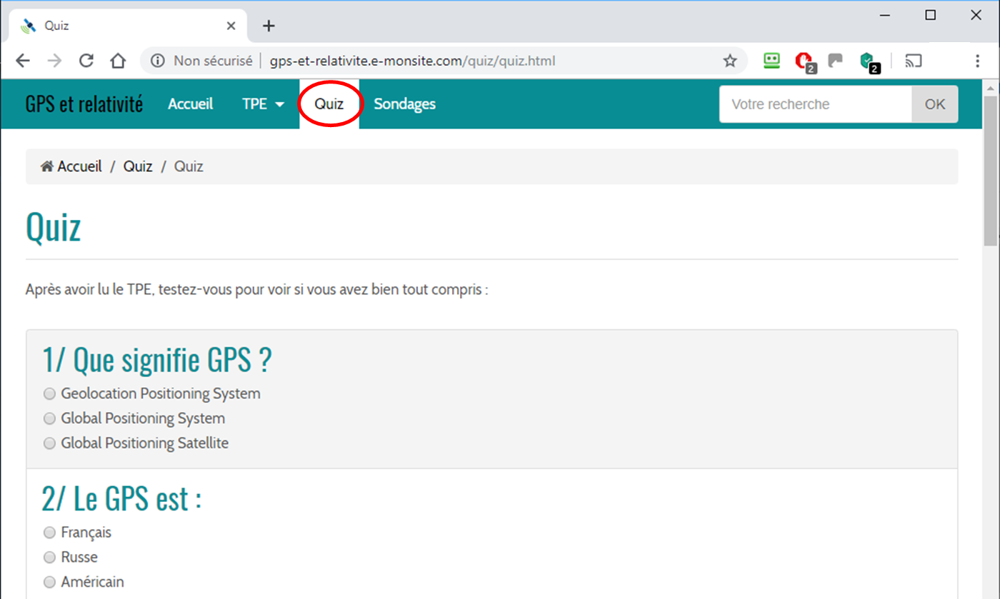 Quiz
Non sécurisé gps-et-relativite.e-monsite.com/quiz/quiz.html 2 2
GPS et relativité Accueil TPE Quiz Sondages Votre recherche OK
Accueil / Quiz / Quiz
Quiz
Après avoir lu le TPE, testez-vous pour voir si vous avez bien tout compris :
1/ Que signifie GPS ?
Geolocation Positioning System
Global Positioning System
Global Positioning Satellite
2/ Le GPS est :
Français
Russe
Américain